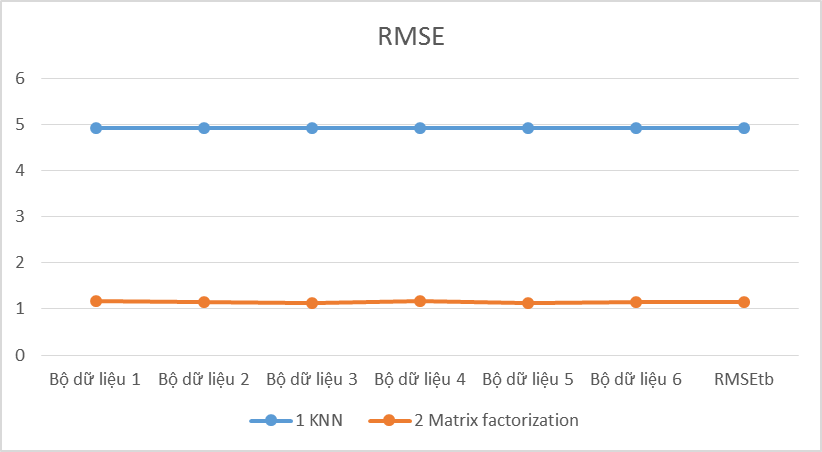 RMSE
6
5
4
3
2
1
0
Bộ dữ liệu 1 Bộ dữ liệu 2 Bộ dữ liệu 3 Bộ dữ liệu 4 Bộ dữ liệu 5 Bộ dữ liệu 6 RMSEtb
1 KNN 2 Matrix factorization